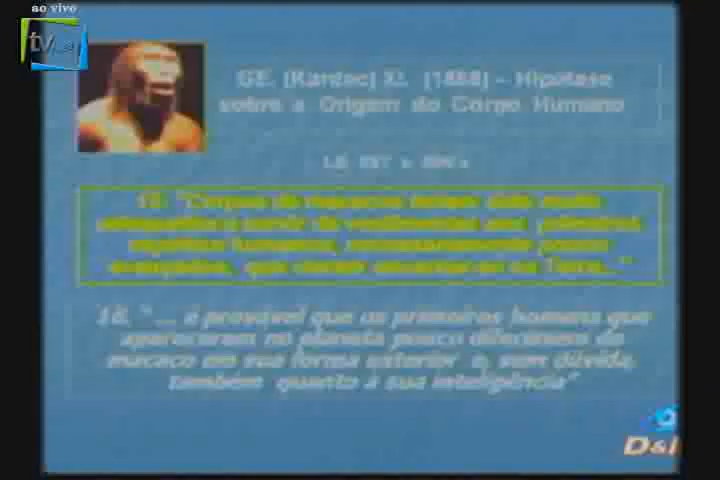 ao vivo
tv
GE. (Kardec) XI. (1868) - Hipótese
sobre a Origem do Corpo Humano
15. "Corpos de macacos teriam sido muito
adequados a servir de vestimentas aos primeiros
espíritos humanos, necessariamente pouco
avançados, que vieram encarnar-se na Terra..."
16. "... é provável que os primeiros homens que
apareceram no planeta pouco diferissem do
macaco em sua forma exterior e, sem dúvida,
também quanto à sua inteligência"
D&I